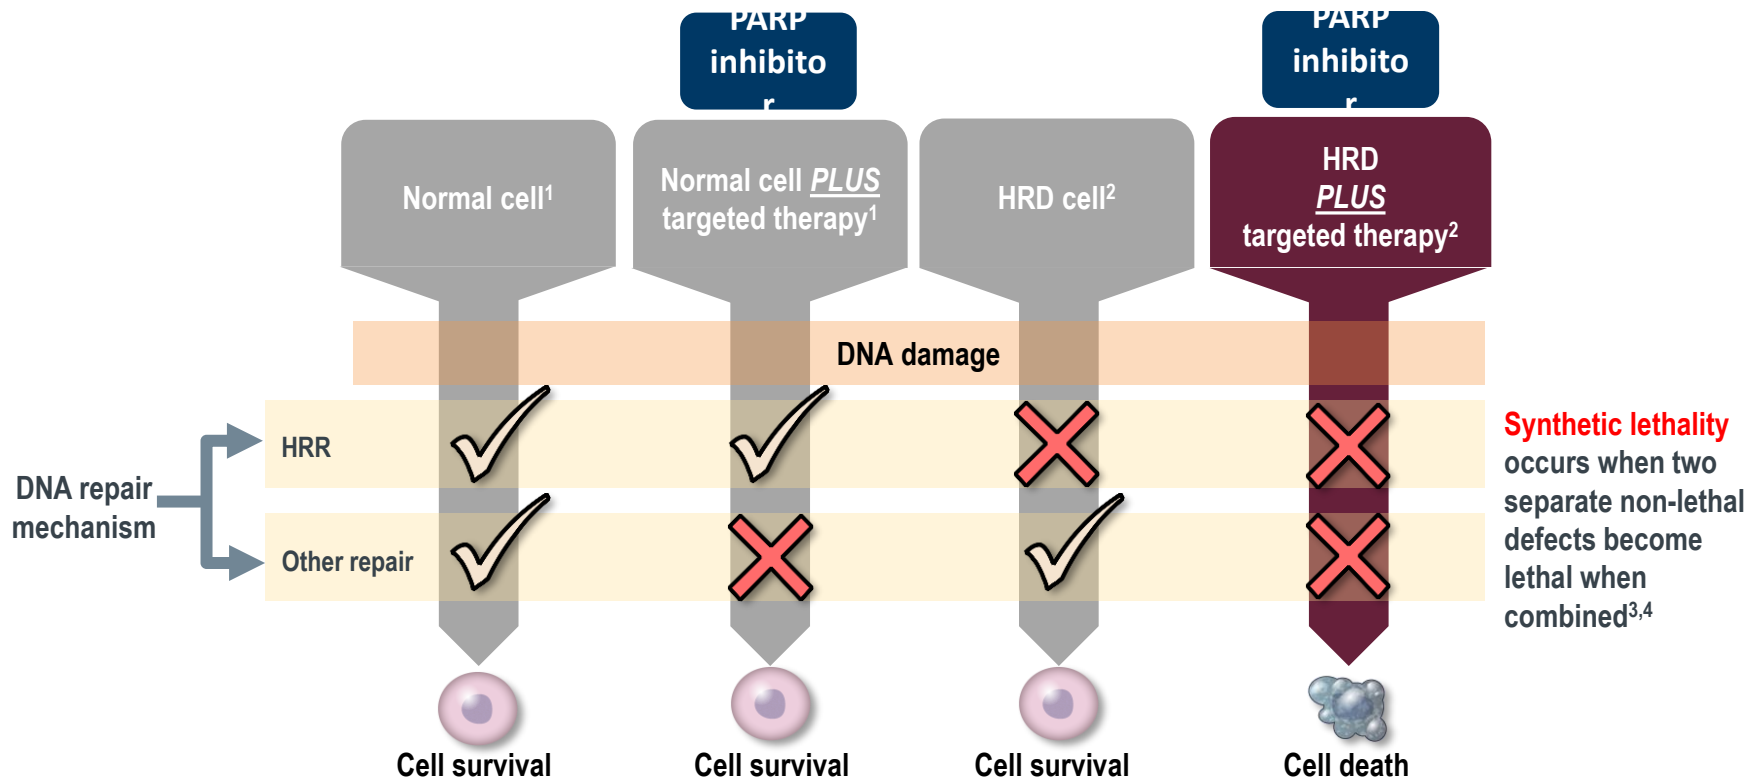 PARP
inhibito
r
PARP
inhibito
r
Normal cell¹
Normal cell PLUS
targeted therapy¹
HRD cell²
HRD
PLUS
targeted therapy²
DNA damage
DNA repair
mechanism
HRR
Other repair
Synthetic lethality
occurs when two
separate non-lethal
defects become
lethal when
combined³,⁴
Cell survival
Cell survival
Cell survival
Cell death